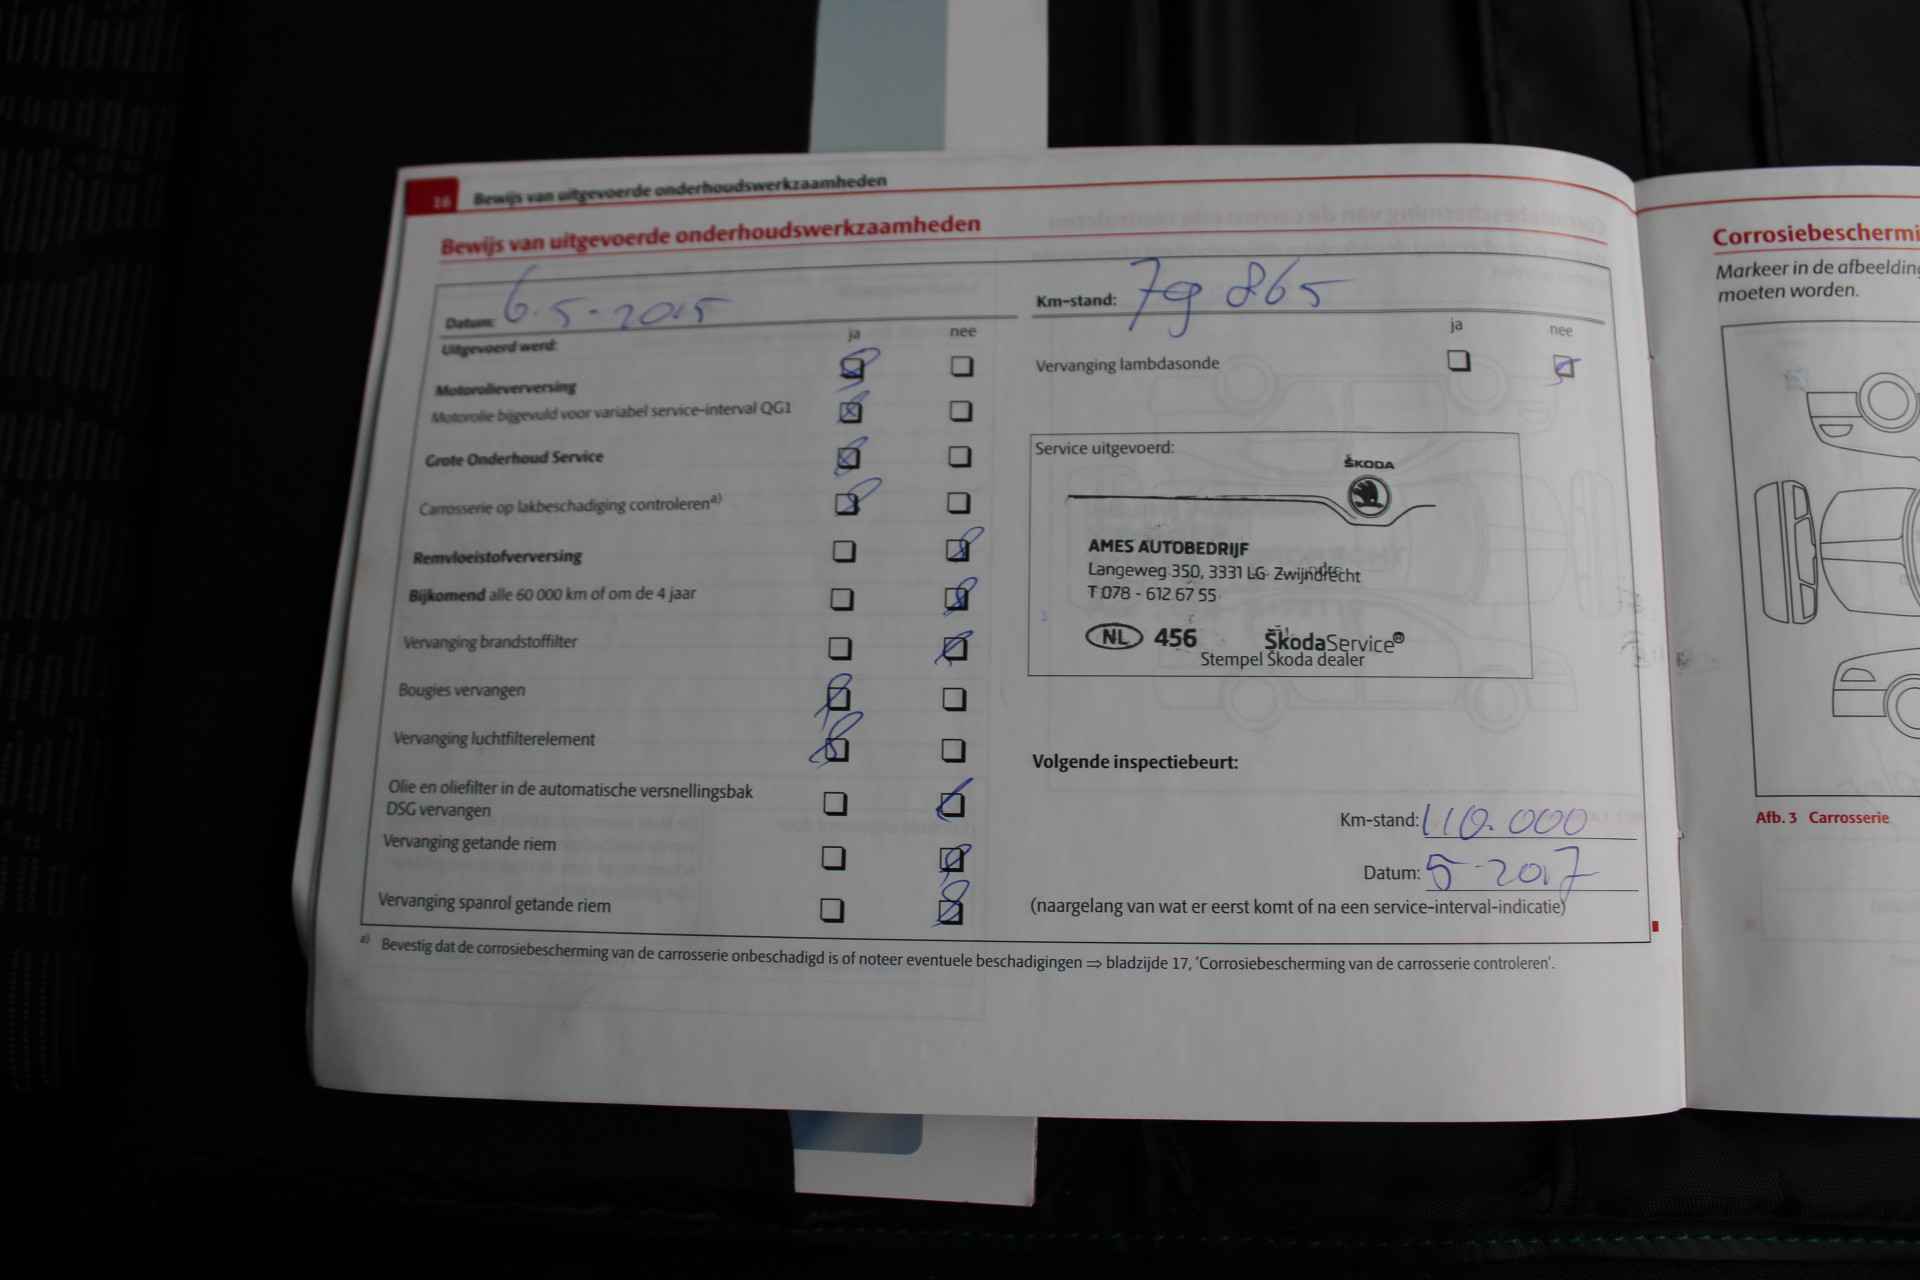 16 Bewijs van uitgevoerde onderhoudswerkzaamheden
Bewijs van uitgevoerde onderhoudswerkzaamheden
Datum: 6-5-2015
Uitgevoerd werd:
ja nee
Motorolieverversing
Motorolie bijgevuld voor variabel service-interval QG1
Grote Onderhoud Service
Carrosserie op lakbeschadiging controleren a)
Remvloeistofverversing
Bijkomend alle 60 000 km of om de 4 jaar
Vervanging brandstoffilter
Bougies vervangen
Vervanging luchtfilterelement
Olie en oliefilter in de automatische versnellingsbak
DSG vervangen
Vervanging getande riem
Vervanging spanrol getande riem
Km-stand: 79 865
ja nee
Vervanging lambdasonde
Service uitgevoerd:
ŠKODA
AMES AUTOBEDRIJF
Langeweg 350, 3331 LG Zwijndrecht
T 078 - 612 67 55
NL 456 ŠkodaService®
Stempel Škoda dealer
Volgende inspectiebeurt:
Km-stand: 110.000
Datum: 5-2017
(naargelang van wat er eerst komt of na een service-interval-indicatie)
a) Bevestig dat de corrosiebescherming van de carrosserie onbeschadigd is of noteer eventuele beschadigingen ⇒ bladzijde 17, 'Corrosiebescherming van de carrosserie controleren'.
Corrosiebeschermi
Markeer in de afbeelding
moeten worden.
Afb. 3 Carrosserie